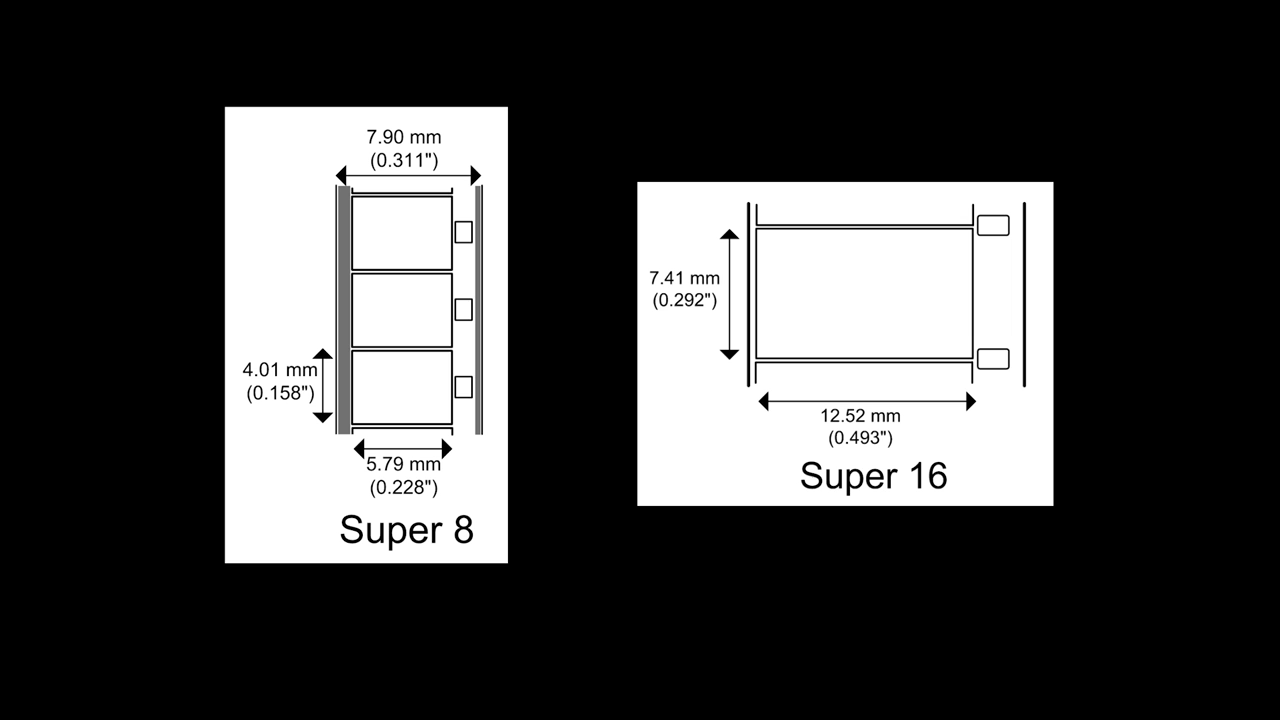 7.90 mm
(0.311")
4.01 mm
(0.158")
5.79 mm
(0.228")
Super 8
7.41 mm
(0.292")
12.52 mm
(0.493")
Super 16